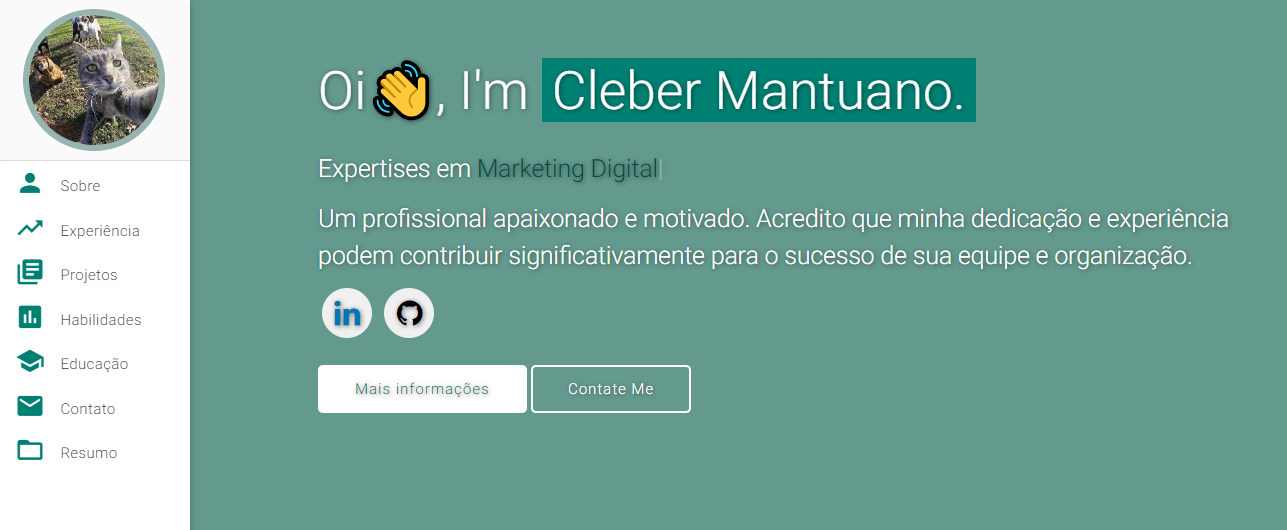 Oi👋, I'm Cleber Mantuano.
Expertises em Marketing Digital|
Um profissional apaixonado e motivado. Acredito que minha dedicação e experiência
podem contribuir significativamente para o sucesso de sua equipe e organização.
in
Mais informações
Contate Me
Sobre
Experiência
Projetos
Habilidades
Educação
Contato
Resumo